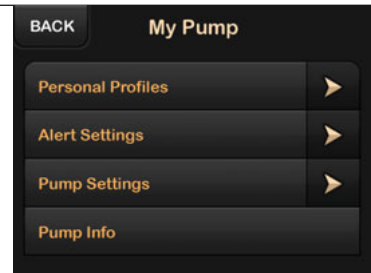 BACK
My Pump
Personal Profiles
Alert Settings
Pump Settings
Pump Info